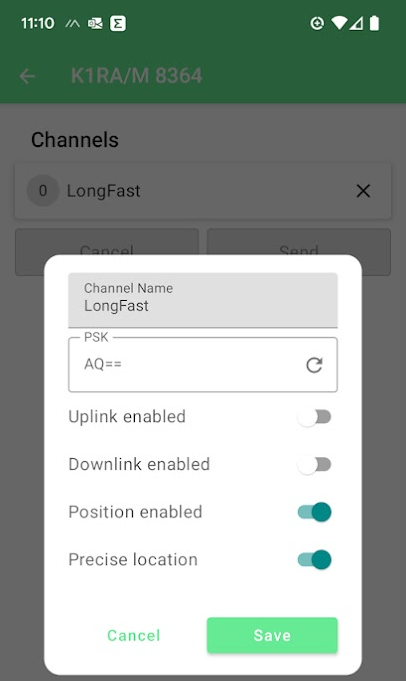 11:10
K1RA/M 8364
Channels
0 LongFast
Cancel Send
Channel Name
LongFast
PSK
AQ==
Uplink enabled
Downlink enabled
Position enabled
Precise location
Cancel Save